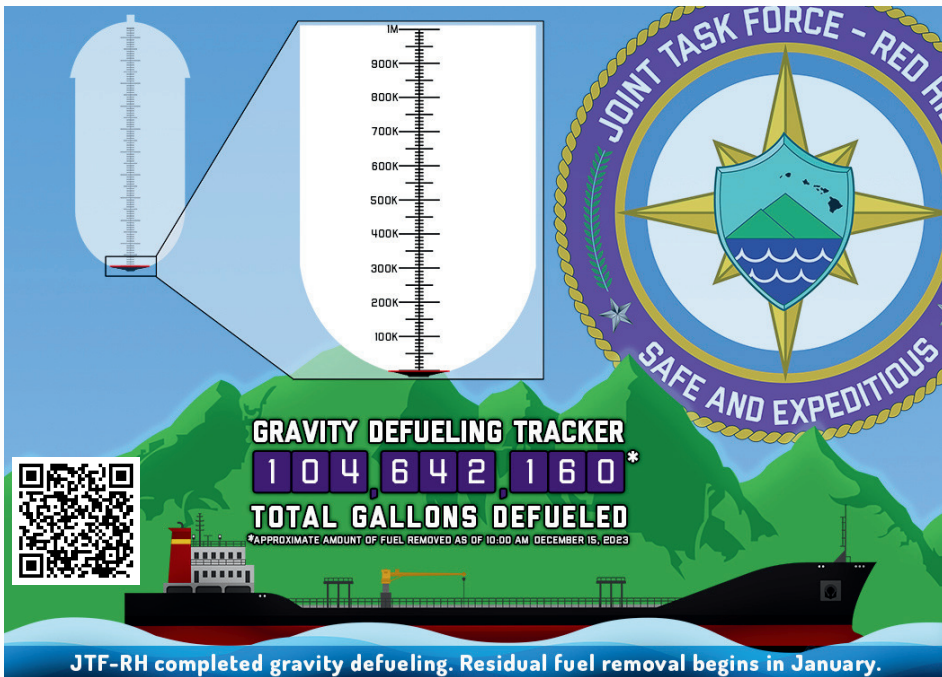 1M
900K
800K
700K
600K
500K
400K
300K
200K
100K
JOINT TASK FORCE - RED
SAFE AND EXPEDITIOUS
GRAVITY DEFUELING TRACKER
104,642,160*
TOTAL GALLONS DEFUELED
*APPROXIMATE AMOUNT OF FUEL REMOVED AS OF 10:00 AM DECEMBER 15, 2023
JTF-RH completed gravity defueling. Residual fuel removal begins in January.